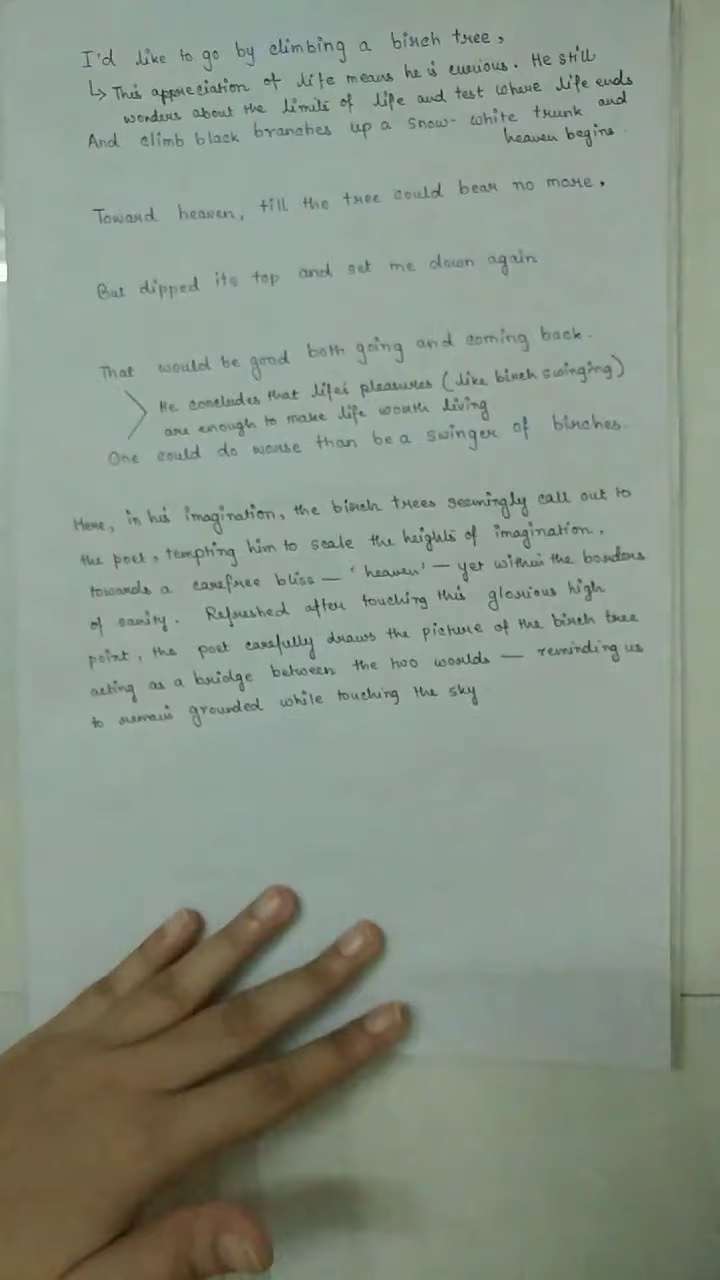 I'd like to go by climbing a birch tree,
↳ This appreciation of life means he is curious. He still
wonders about the limits of life and test where life ends
and heaven begins.
And climb black branches up a snow-white trunk
Toward heaven, till the tree could bear no more,
But dipped its top and set me down again
That would be good both going and coming back.
He concludes that life's pleasures (like birch swinging)
are enough to make life worth living
One could do worse than be a swinger of birches.
Here, in his imagination, the birch trees seemingly call out to
the poet, tempting him to scale the heights of imagination,
towards a carefree bliss — 'heaven' — yet within the borders
of sanity. Refreshed after touching this glorious high
point, the poet carefully draws the picture of the birch tree
acting as a bridge between the two worlds — reminding us
to remain grounded while touching the sky